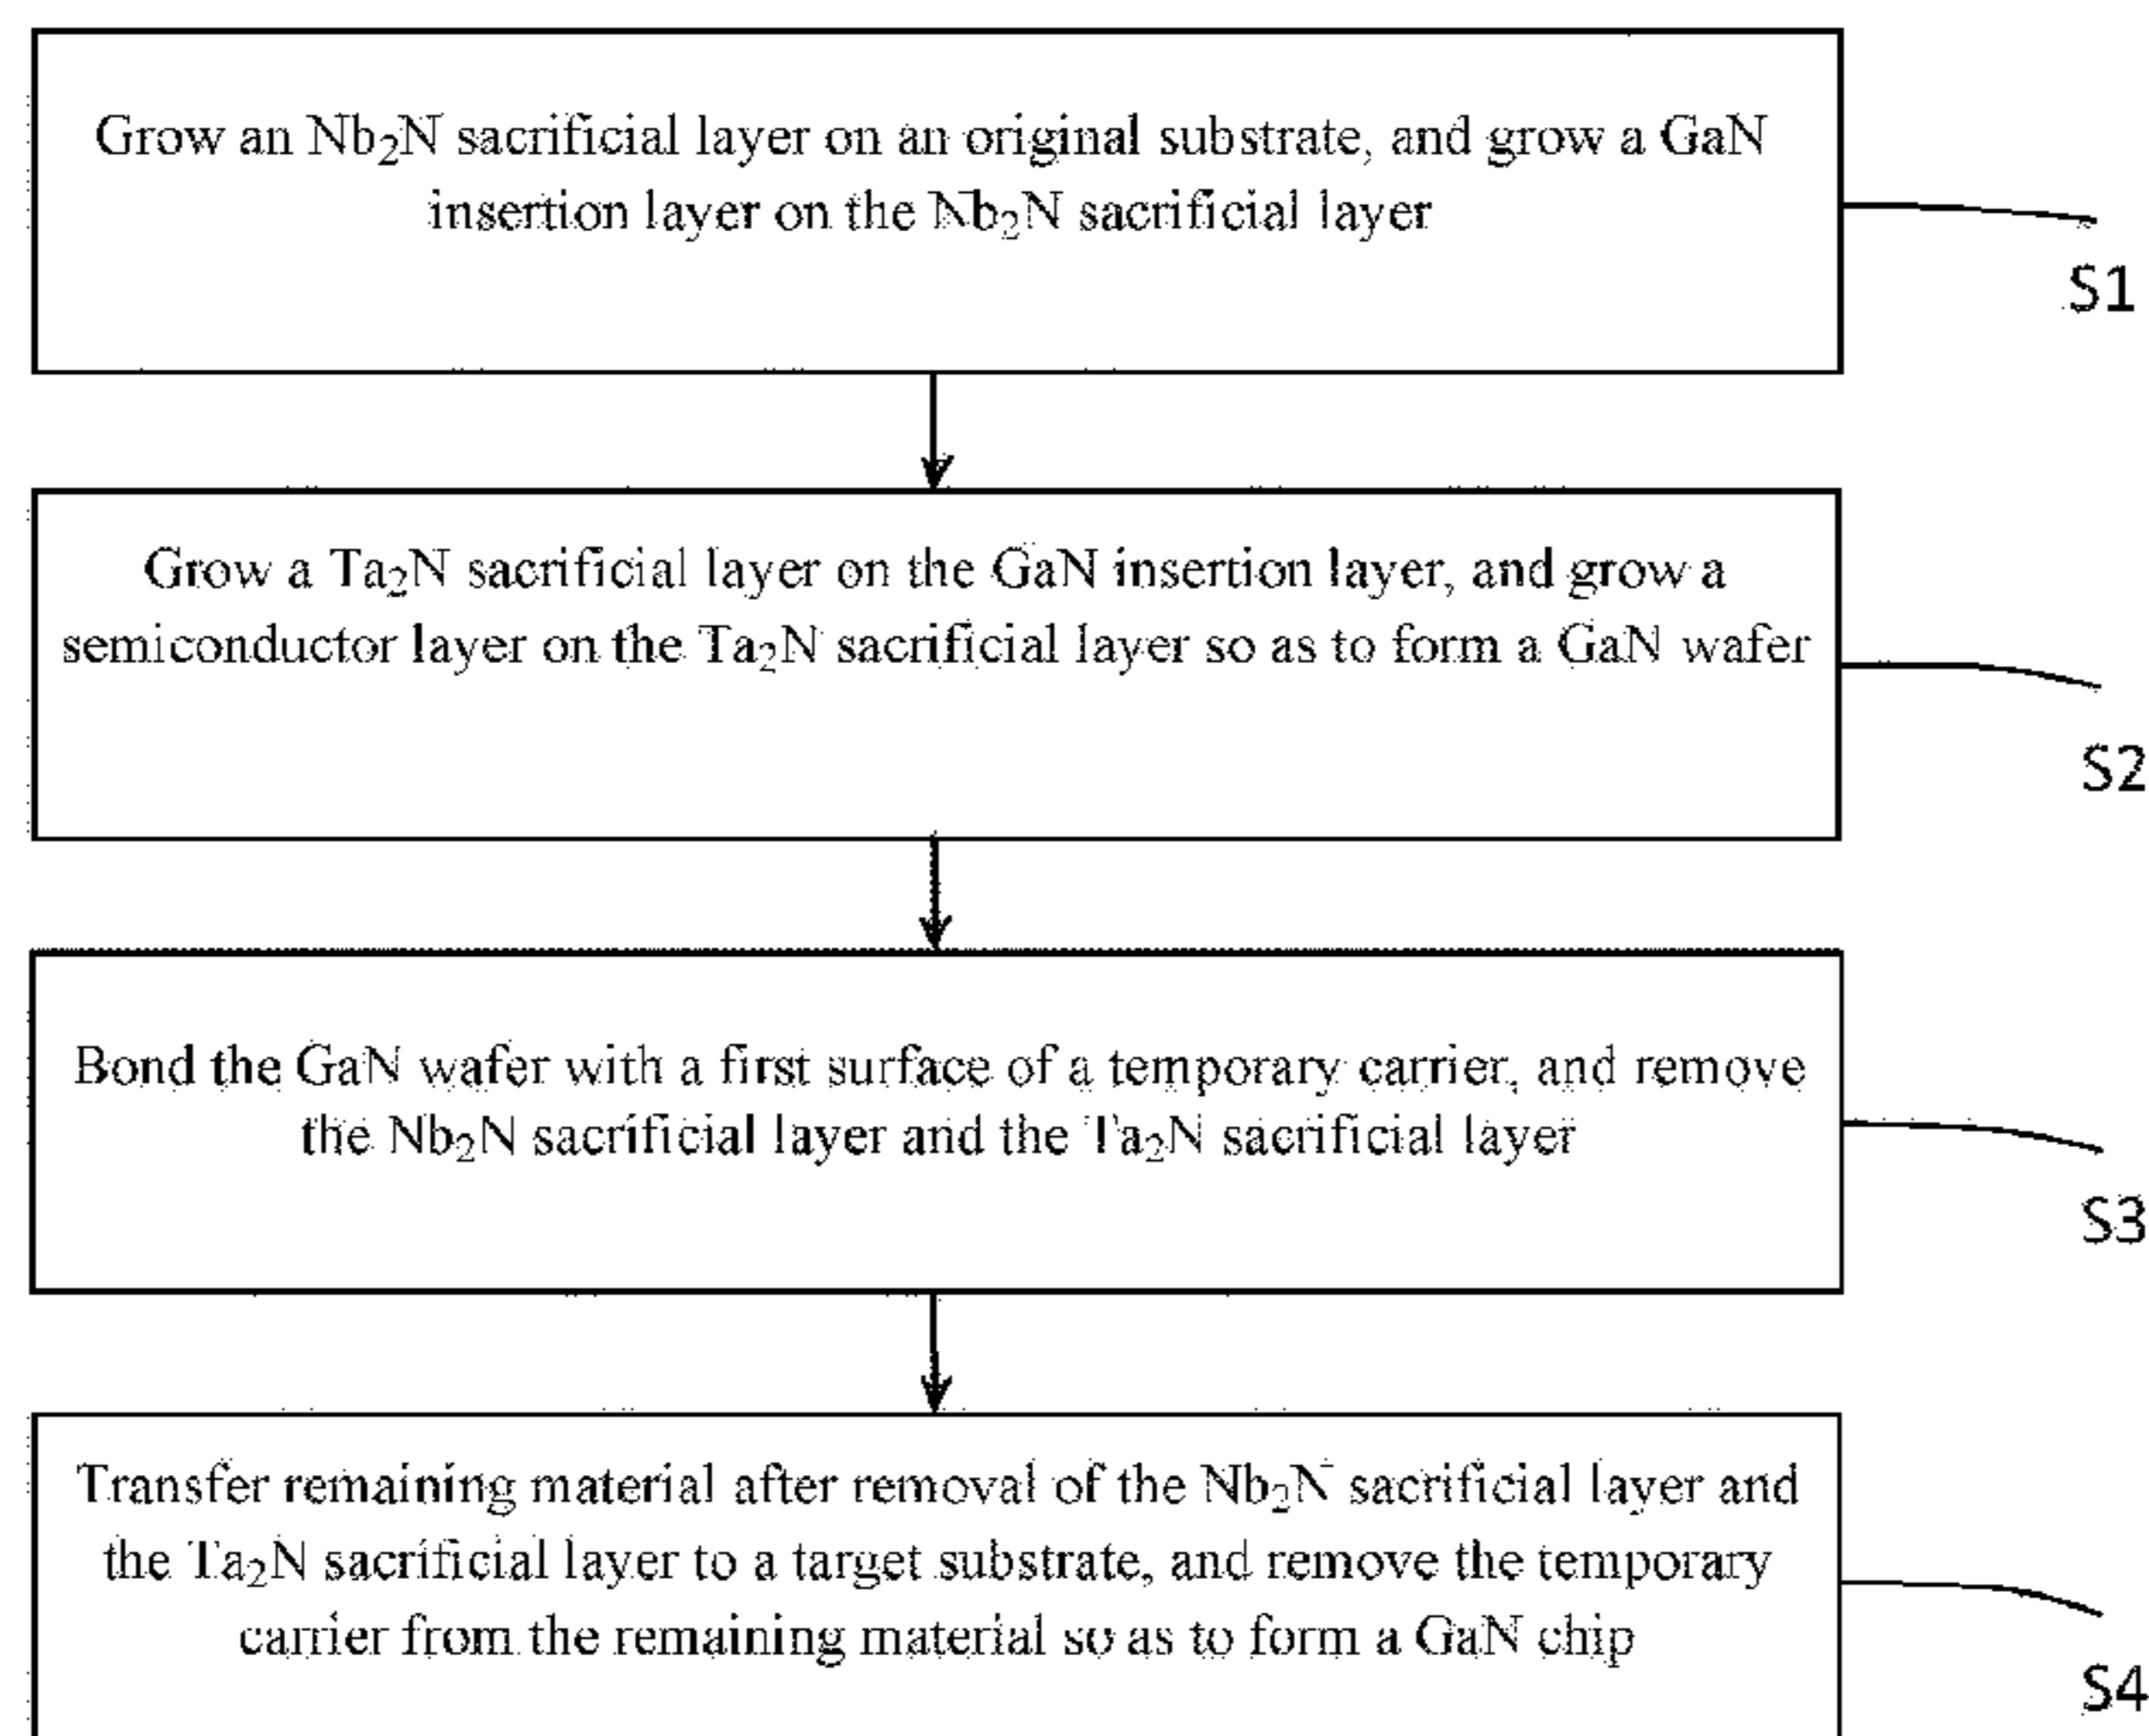 Grow an Nb₂N sacrificial layer on an original substrate, and grow a GaN
insertion layer on the Nb₂N sacrificial layer
S1
Grow a Ta₂N sacrificial layer on the GaN insertion layer, and grow a
semiconductor layer on the Ta₂N sacrificial layer so as to form a GaN wafer
S2
Bond the GaN wafer with a first surface of a temporary carrier, and remove
the Nb₂N sacrificial layer and the Ta₂N sacrificial layer
S3
Transfer remaining material after removal of the Nb₂N sacrificial layer and
the Ta₂N sacrificial layer to a target substrate, and remove the temporary
carrier from the remaining material so as to form a GaN chip
S4